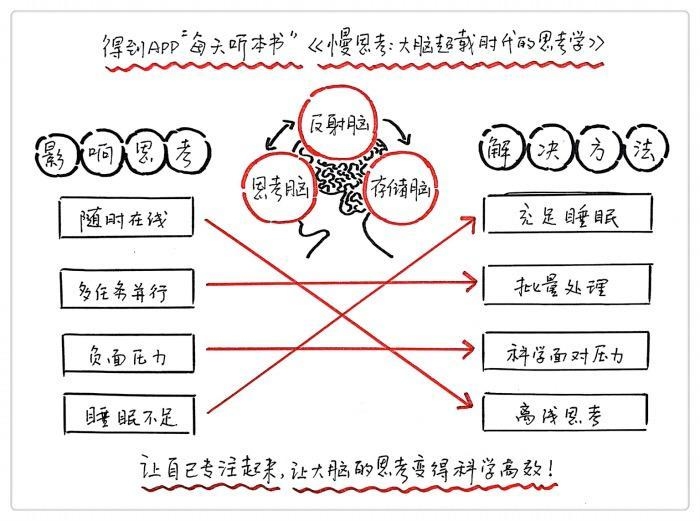 得到APP“每天听本书”《慢思考:大脑超载时代的思考学》
反射脑
思考脑
存储脑
影响思考
解决方法
随时在线
充足睡眠
多任务并行
批量处理
负面压力
科学面对压力
睡眠不足
离线思考
让自己专注起来,让大脑的思考变得科学高效!